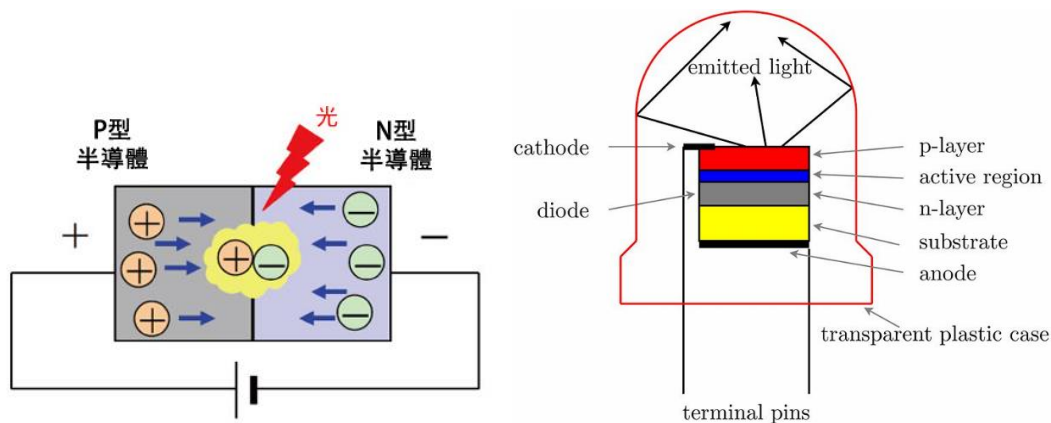 P型
半導體
光
N型
半導體
+
−
+
+
+
+
−
−
−
−
emitted light
cathode
diode
p-layer
active region
n-layer
substrate
anode
transparent plastic case
terminal pins